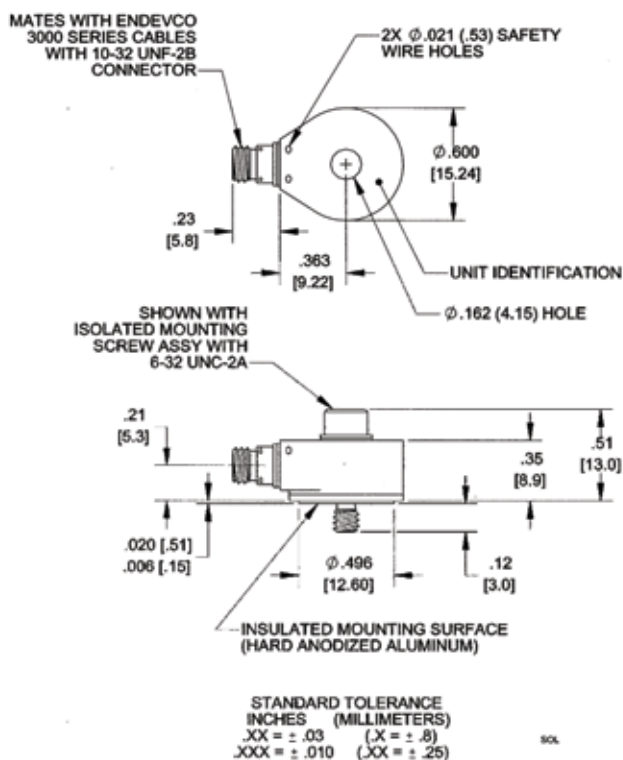 MATES WITH ENDEVCO
3000 SERIES CABLES
WITH 10-32 UNF-2B
CONNECTOR
2X Ø.021 (.53) SAFETY
WIRE HOLES
Ø.600
[15.24]
.23
[5.8]
.363
[9.22]
UNIT IDENTIFICATION
Ø.162 (4.15) HOLE
SHOWN WITH
ISOLATED MOUNTING
SCREW ASSY WITH
6-32 UNC-2A
.21
[5.3]
.35
[8.9]
.51
[13.0]
.020 [.51]
.006 [.15]
Ø.496
[12.60]
.12
[3.0]
INSULATED MOUNTING SURFACE
(HARD ANODIZED ALUMINUM)
STANDARD TOLERANCE
INCHES (MILLIMETERS)
.XX = ± .03 (.X = ± .8)
.XXX = ± .010 (.XX = ± .25)
SOL